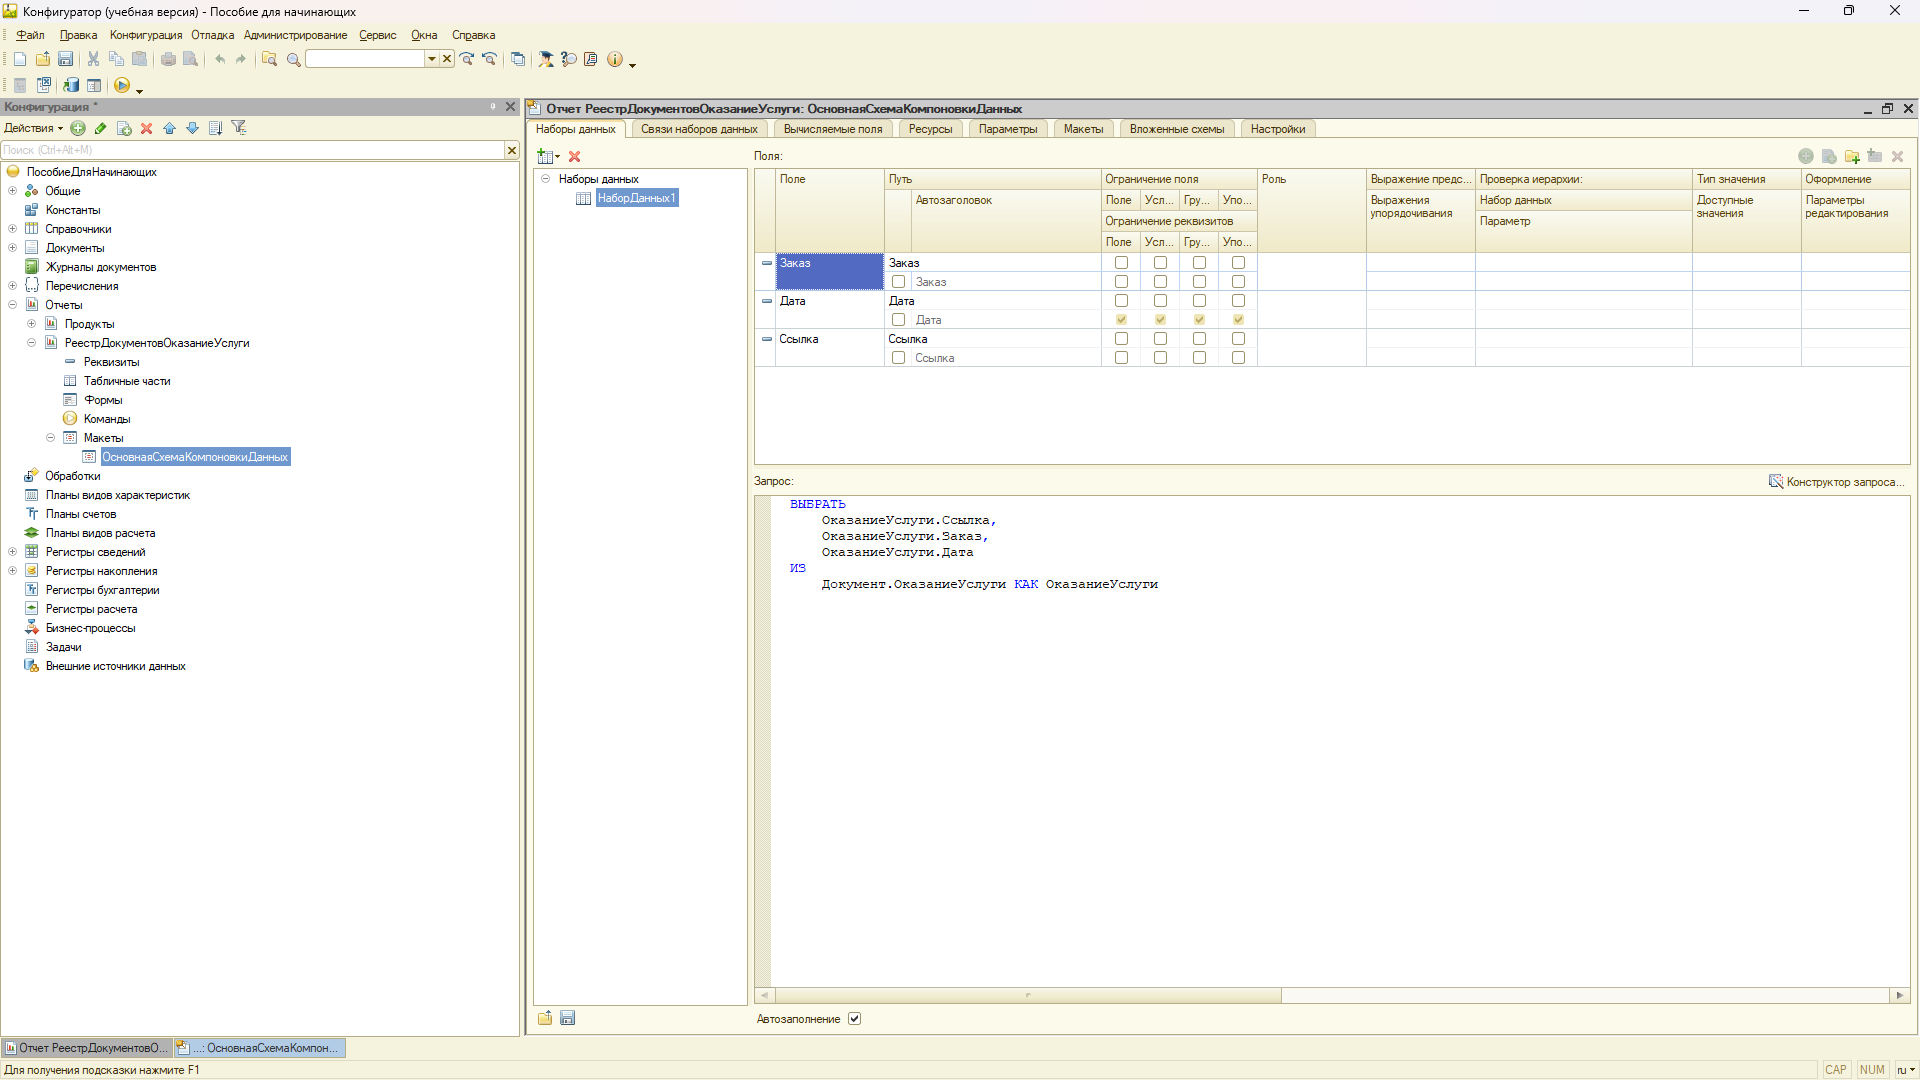 Конфигуратор (учебная версия) - Пособие для начинающих
Файл Правка Конфигурация Отладка Администрирование Сервис Окна Справка
Конфигурация *
Действия
Поиск (Ctrl+Alt+M)
ПособиеДляНачинающих
Общие
Константы
Справочники
Документы
Журналы документов
Перечисления
Отчеты
Продукты
РеестрДокументовОказаниеУслуги
Реквизиты
Табличные части
Формы
Команды
Макеты
ОсновнаяСхемаКомпоновкиДанных
Обработки
Планы видов характеристик
Планы счетов
Планы видов расчета
Регистры сведений
Регистры накопления
Регистры бухгалтерии
Регистры расчета
Бизнес-процессы
Задачи
Внешние источники данных
Отчет РеестрДокументовОказаниеУслуги: ОсновнаяСхемаКомпоновкиДанных
Наборы данных Связи наборов данных Вычисляемые поля Ресурсы Параметры Макеты Вложенные схемы Настройки
Наборы данных
НаборДанных1
Поля:
Поле Путь Ограничение поля Роль Выражение предс... Проверка иерархии: Тип значения Оформление
Автозаголовок Поле Усл... Гру... Упо... Выражения упорядочивания Набор данных Доступные значения Параметры редактирования
Ограничение реквизитов Параметр
Поле Усл... Гру... Упо...
Заказ Заказ
Заказ
Дата Дата
Дата
Ссылка Ссылка
Ссылка
Запрос: Конструктор запроса...
ВЫБРАТЬ
ОказаниеУслуги.Ссылка,
ОказаниеУслуги.Заказ,
ОказаниеУслуги.Дата
ИЗ
Документ.ОказаниеУслуги КАК ОказаниеУслуги
Автозаполнение
Отчет РеестрДокументовО... ...: ОсновнаяСхемаКомпон...
Для получения подсказки нажмите F1 CAP NUM ru